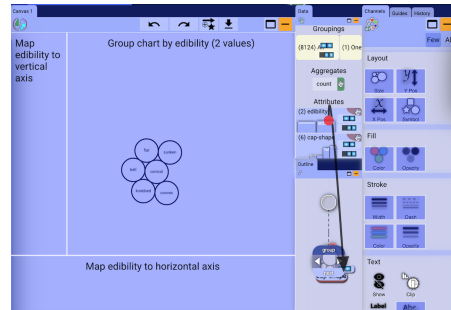 Canvas 1
Data
Channels Guides History
Map
edibility to
vertical
axis
Group chart by edibility (2 values)
Groupings
(8124)
(1) One
Few
Aggregates
count
Attributes
(2) edibility
(6) cap-shape
Outline
group
Layout
Size
Y Pos
X Pos
Symbol
Fill
Color
Opacity
Stroke
Width
Dash
Color
Opacity
Text
Show
Clip
Label
Abc
flat
sunken
bell
conical
knobbed
convex
Map edibility to horizontal axis